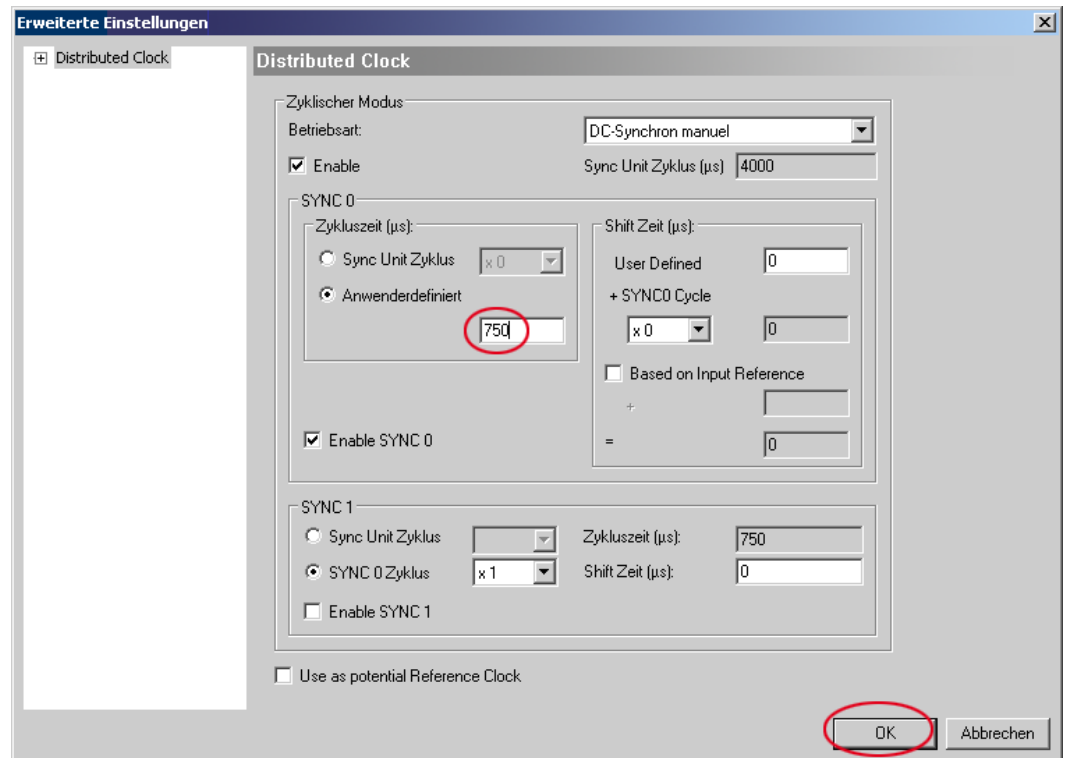 Erweiterte Einstellungen
Distributed Clock
Distributed Clock
Zyklischer Modus
Betriebsart: DC-Synchron manuel
Enable Sync Unit Zyklus (µs) 4000
SYNC 0
Zykluszeit (µs): Shift Zeit (µs):
Sync Unit Zyklus x 0 User Defined 0
Anwenderdefiniert + SYNC0 Cycle
750 x 0 0
Based on Input Reference
+
Enable SYNC 0 = 0
SYNC 1
Sync Unit Zyklus Zykluszeit (µs): 750
SYNC 0 Zyklus x 1 Shift Zeit (µs): 0
Enable SYNC 1
Use as potential Reference Clock
OK Abbrechen